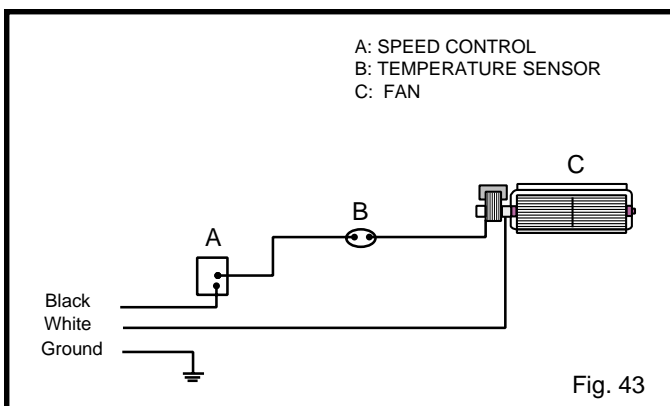 A: SPEED CONTROL
B: TEMPERATURE SENSOR
C: FAN
C
B
A
Black
White
Ground
Fig. 43